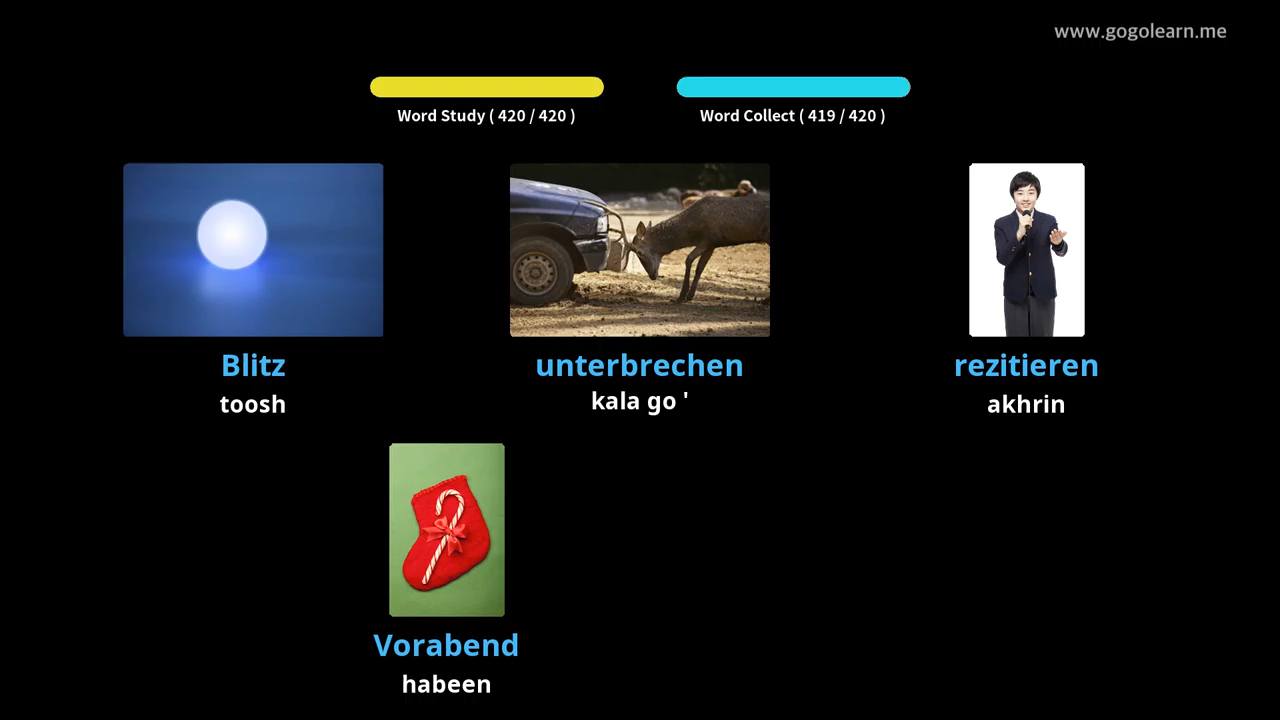 www.gogolearn.me
Word Study ( 420 / 420 )
Word Collect ( 419 / 420 )
Blitz
toosh
unterbrechen
kala go '
rezitieren
akhrin
Vorabend
habeen